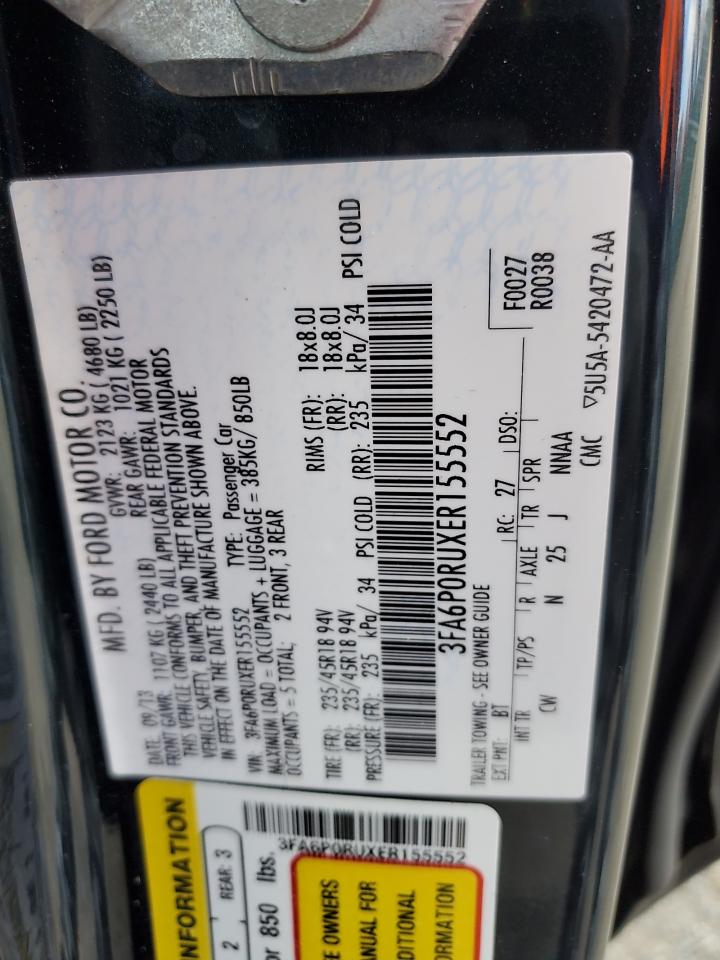 MFD. BY FORD MOTOR CO.
DATE: 09/13 GVWR: 2123 KG ( 4680 LB)
FRONT GAWR: 1107 KG ( 2440 LB) REAR GAWR: 1021 KG ( 2250 LB)
THIS VEHICLE CONFORMS TO ALL APPLICABLE FEDERAL MOTOR
VEHICLE SAFETY, BUMPER, AND THEFT PREVENTION STANDARDS
IN EFFECT ON THE DATE OF MANUFACTURE SHOWN ABOVE.
VIN: 3FA6P0RUXER155552 TYPE: Passenger Car
MAXIMUM LOAD = OCCUPANTS + LUGGAGE = 385KG/ 850LB
OCCUPANTS = 5 TOTAL: 2 FRONT, 3 REAR
TIRE (FR): 235/45R18 94V RIMS (FR): 18x8.0J
(RR): 235/45R18 94V (RR): 18x8.0J
PRESSURE (FR): 235 kPa/ 34 PSI COLD (RR): 235 kPa/ 34 PSI COLD
3FA6P0RUXER155552
TRAILER TOWING - SEE OWNER GUIDE
F0027
R0038
EXT PNT: BT RC: 27 DSO:
INT TR TP/PS R AXLE TR SPR
CW N 25 J NNAA
CMC ▽5U5A-5420472-AA
INFORMATION
2 REAR: 3
or 850 lbs.
3FA6P0RUXER155552
EE OWNERS
ANUAL FOR
DITIONAL
ORMATION